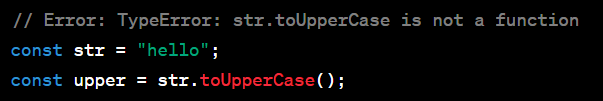 // Error: TypeError: str.toUpperCase is not a function
const str = "hello";
const upper = str.toUpperCase();